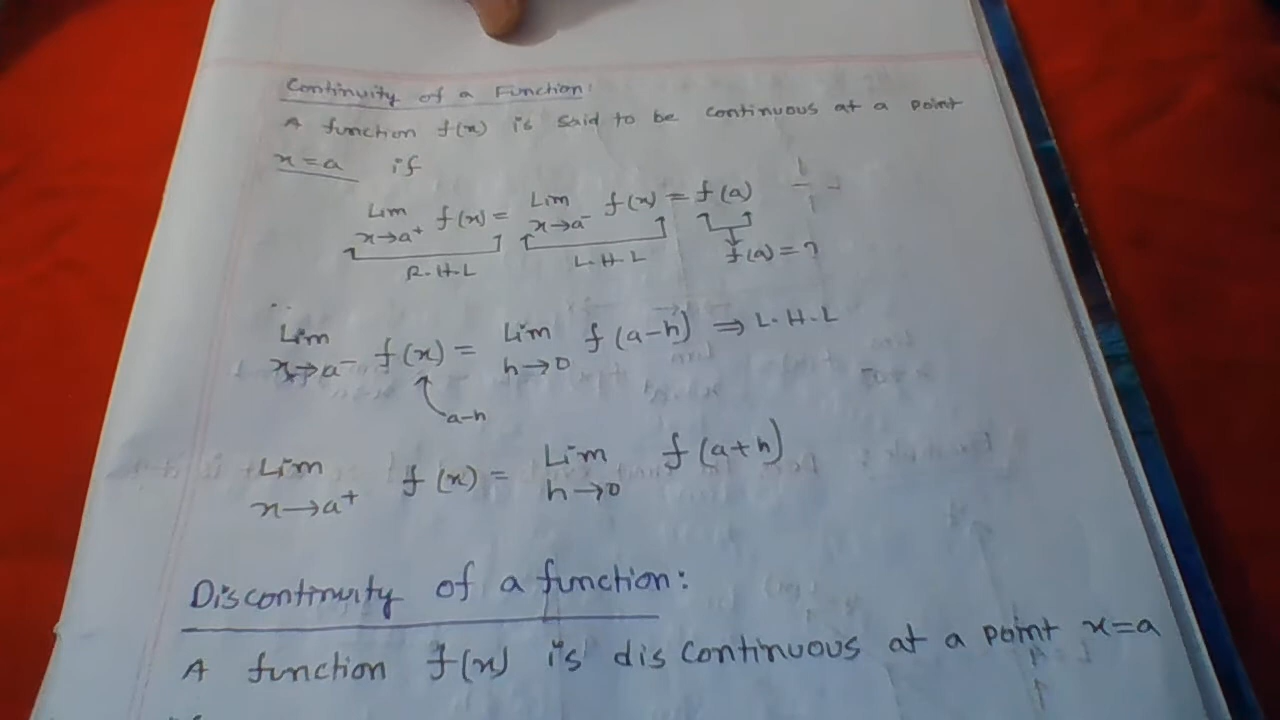 Continuity of a Function:
A function f(x) is said to be continuous at a point
x=a if
Lim x→a⁺ f(x) = Lim x→a⁻ f(x) = f(a)
R.H.L L.H.L f(a)=?
Lim x→a⁻ f(x) = Lim h→0 f(a-h) ⇒ L.H.L
a-h
Lim x→a⁺ f(x) = Lim h→0 f(a+h)
Discontinuity of a function:
A function f(x) is discontinuous at a point x=a